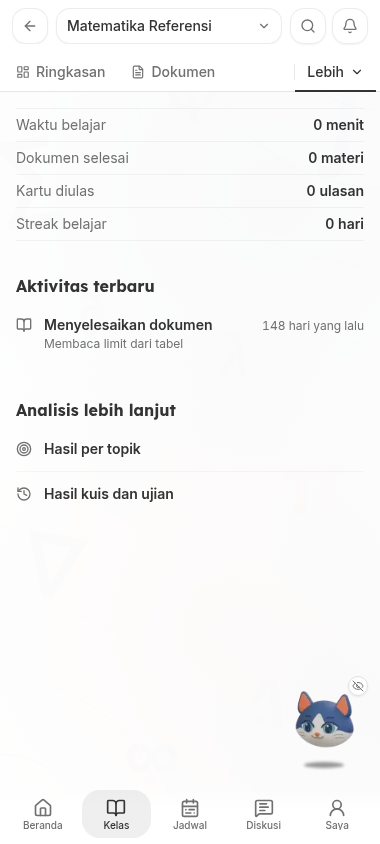 Matematika Referensi
Ringkasan
Dokumen
Lebih
Waktu belajar
0 menit
Dokumen selesai
0 materi
Kartu diulas
0 ulasan
Streak belajar
0 hari
Aktivitas terbaru
Menyelesaikan dokumen
148 hari yang lalu
Membaca limit dari tabel
Analisis lebih lanjut
Hasil per topik
Hasil kuis dan ujian
Beranda
Kelas
Jadwal
Diskusi
Saya